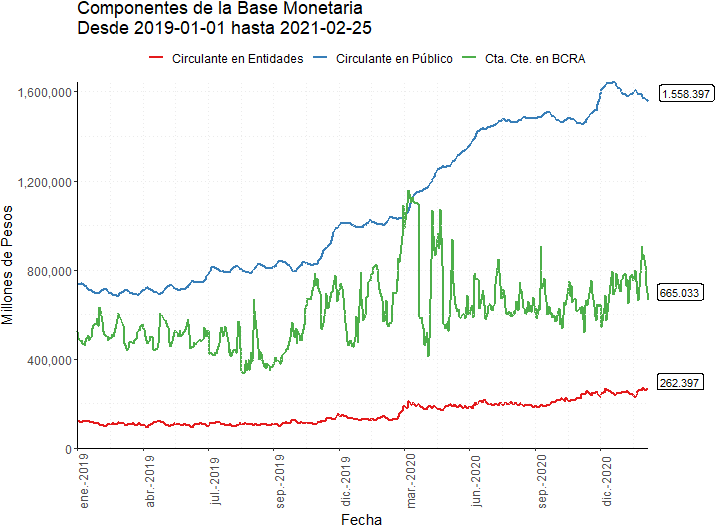 Componentes de la Base Monetaria
Desde 2019-01-01 hasta 2021-02-25
Circulante en Entidades Circulante en Público Cta. Cte. en BCRA
Millones de Pesos
1,600,000
1,200,000
800,000
400,000
0
1.558.397
665.033
262.397
ene.-2019
abr.-2019
jul.-2019
sep.-2019
dic.-2019
mar.-2020
jun.-2020
sep.-2020
dic.-2020
Fecha